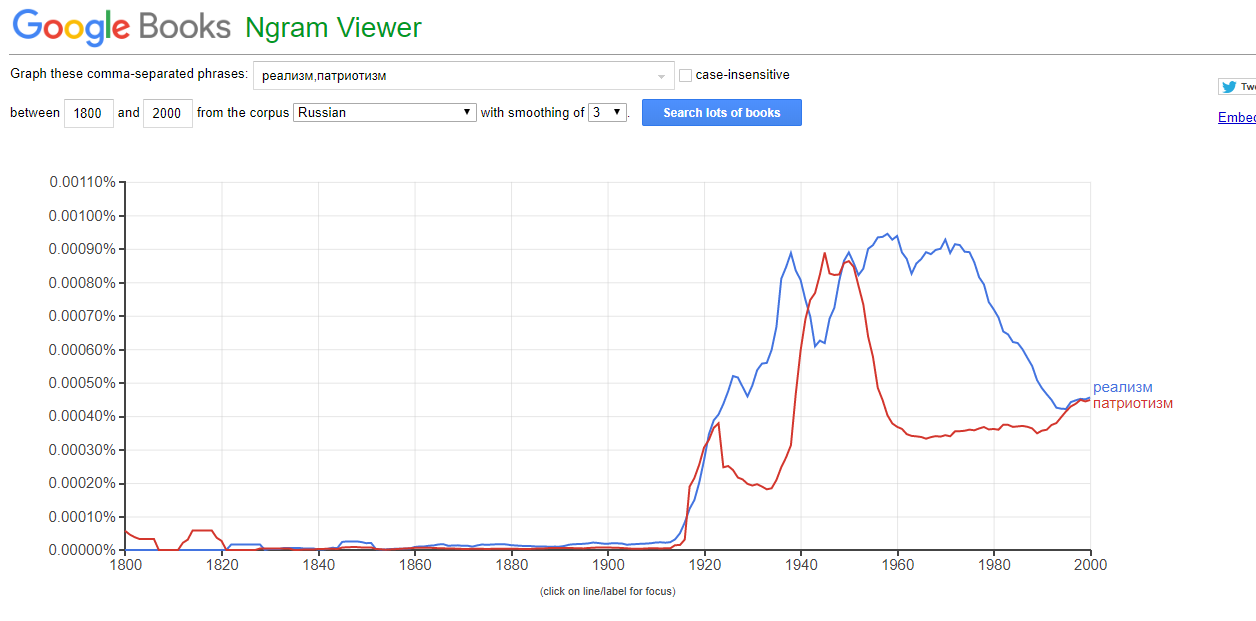 Google Books Ngram Viewer
Graph these comma-separated phrases: реализм,патриотизм case-insensitive
between 1800 and 2000 from the corpus Russian with smoothing of 3 . Search lots of books
Embed
0.00110%
0.00100%
0.00090%
0.00080%
0.00070%
0.00060%
0.00050%
0.00040%
0.00030%
0.00020%
0.00010%
0.00000%
реализм
патриотизм
1800 1820 1840 1860 1880 1900 1920 1940 1960 1980 2000
(click on line/label for focus)